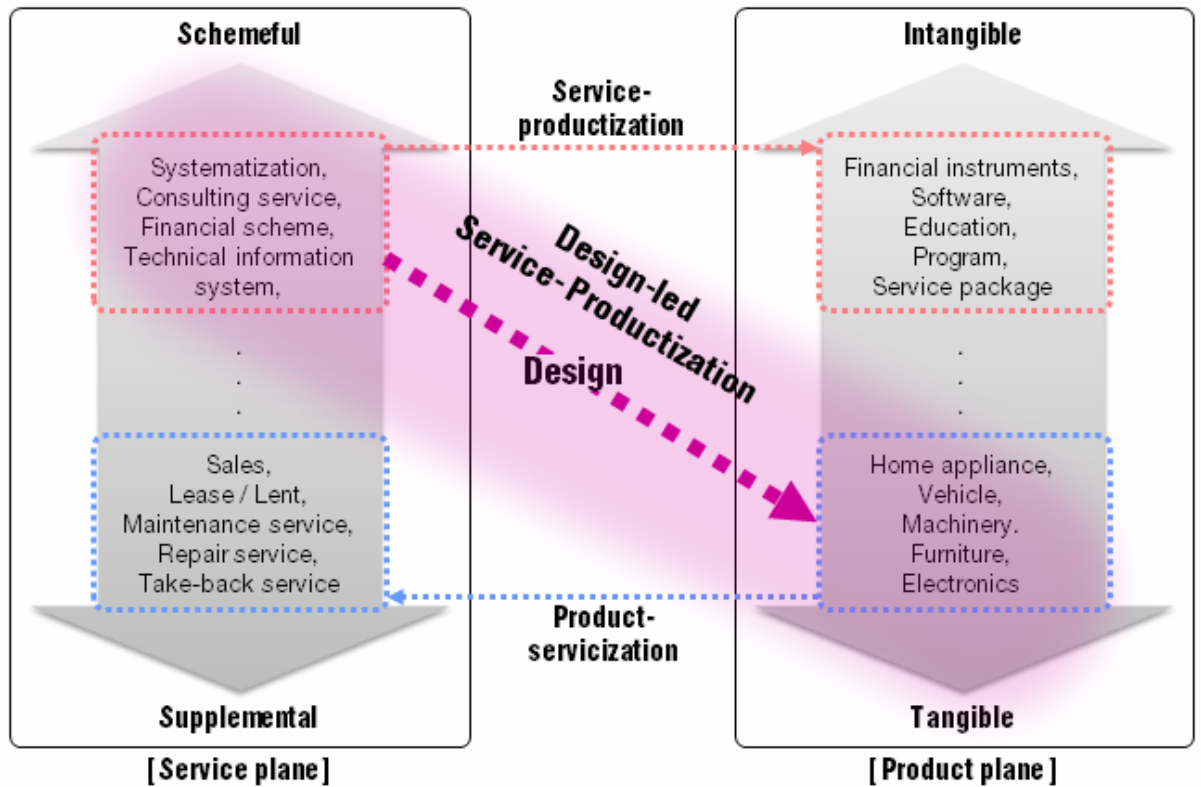 Schemeful
Systematization,
Consulting service,
Financial scheme,
Technical information
system,
.
.
.
Sales,
Lease / Lent,
Maintenance service,
Repair service,
Take-back service
Supplemental
[Service plane]
Service-
productization
Design-led
Service-Productization
Design
Product-
servicization
Intangible
Financial instruments,
Software,
Education,
Program,
Service package
.
.
.
Home appliance,
Vehicle,
Machinery.
Furniture,
Electronics
Tangible
[Product plane]